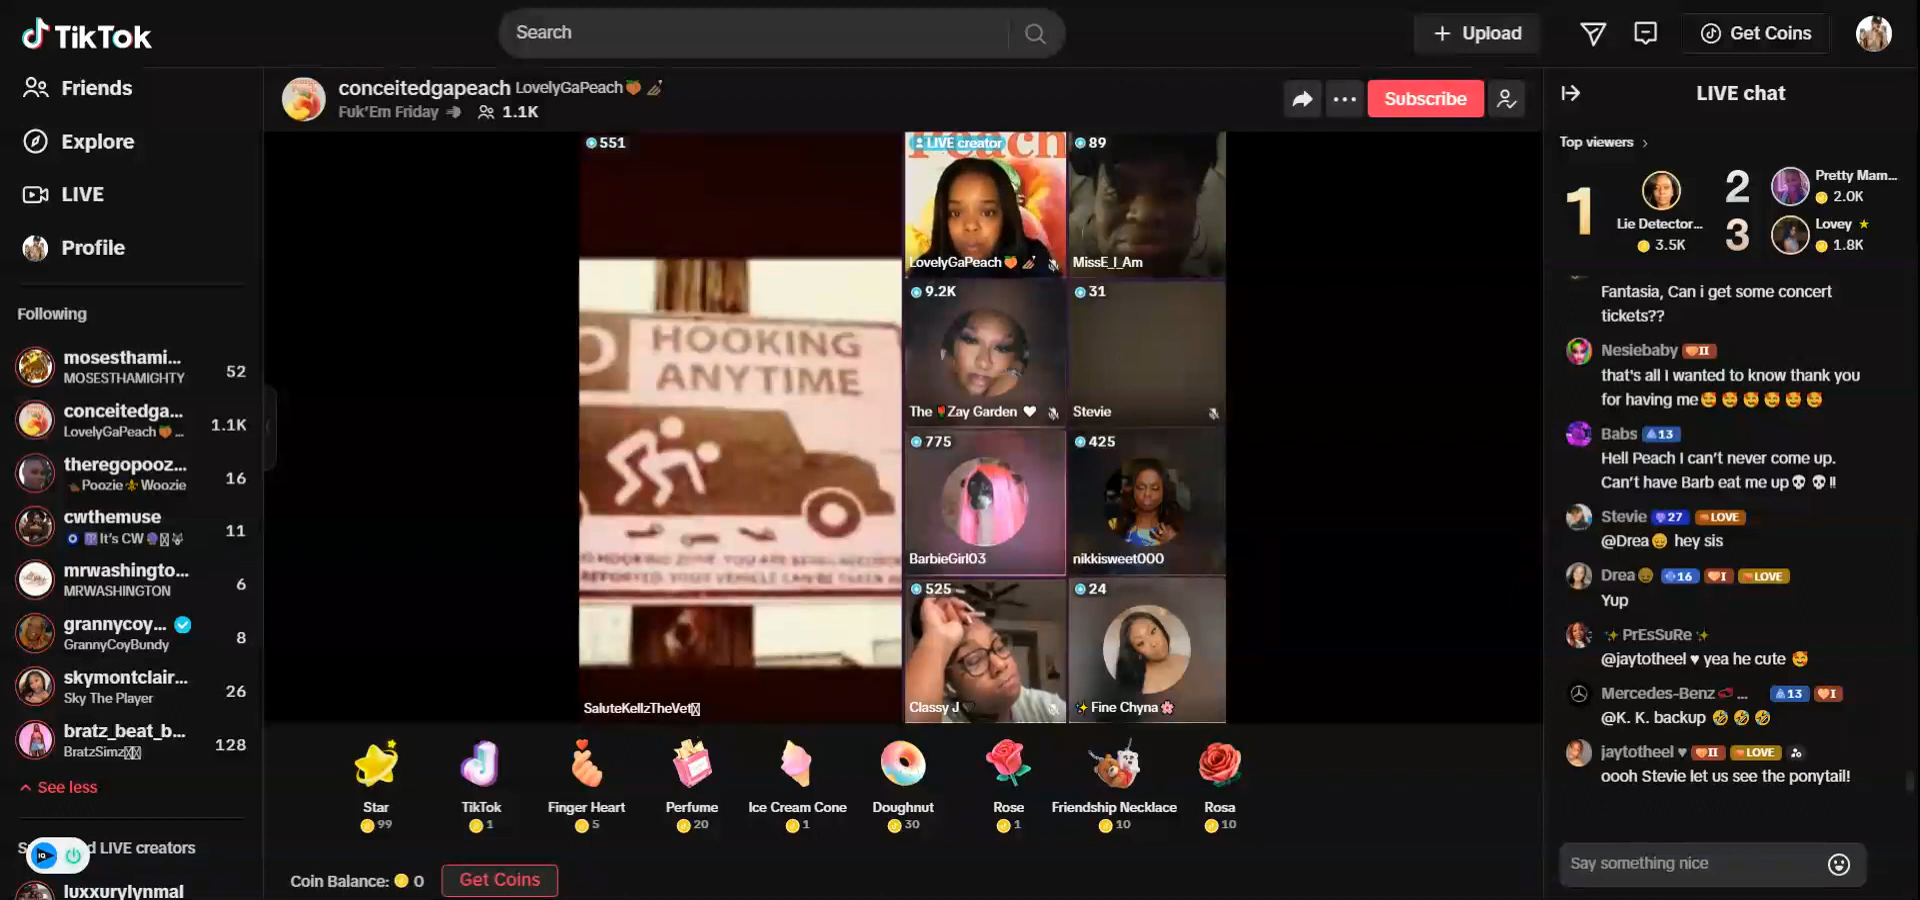 TikTok
Search
Upload
Get Coins
Friends
Explore
LIVE
Profile
Following
mosesthami...
MOSESTHAMIGHTY
52
conceitedga...
LovelyGaPeach🍑 ...
1.1K
theregopooz...
Poozie⚜Woozie
16
cwthemuse
It's CW
11
mrwashingto...
MRWASHINGTON
6
grannycoy...
GrannyCoyBundy
8
skymontclair...
Sky The Player
26
bratz_beat_b...
BratzSimz
128
See less
d LIVE creators
luxxurylynmal
conceitedgapeach LovelyGaPeach🍑💅🏾
Fuk'Em Friday
1.1K
Subscribe
551
HOOKING
ANYTIME
SaluteKellzTheVet
Peach
LIVE creator
LovelyGaPeach🍑💅🏾
89
MissE_I_Am
9.2K
The 🌹Zay Garden 🤍
31
Stevie
775
BarbieGirl03
425
nikkisweet000
525
Classy J🖤
24
✨Fine Chyna🌸
Star
99
TikTok
1
Finger Heart
5
Perfume
20
Ice Cream Cone
1
Doughnut
30
Rose
1
Friendship Necklace
10
Rosa
10
Coin Balance: 0
Get Coins
LIVE chat
Top viewers
1
Lie Detector...
3.5K
2
Pretty Mam...
2.0K
3
Lovey ⭐
1.8K
Fantasia, Can i get some concert
tickets??
Nesiebaby II
that's all I wanted to know thank you
for having me🥰🥰🥰🥰🥰🥰
Babs 13
Hell Peach I can't never come up.
Can't have Barb eat me up💀💀‼
Stevie 27 LOVE
@Drea😑 hey sis
Drea😑 16 I LOVE
Yup
✨PrEsSuRe✨
@jaytotheel ♥ yea he cute 🥰
Mercedes-Benz... 13 I
@K. K. backup 🤣🤣🤣
jaytotheel ♥ II LOVE
oooh Stevie let us see the ponytail!
Say something nice